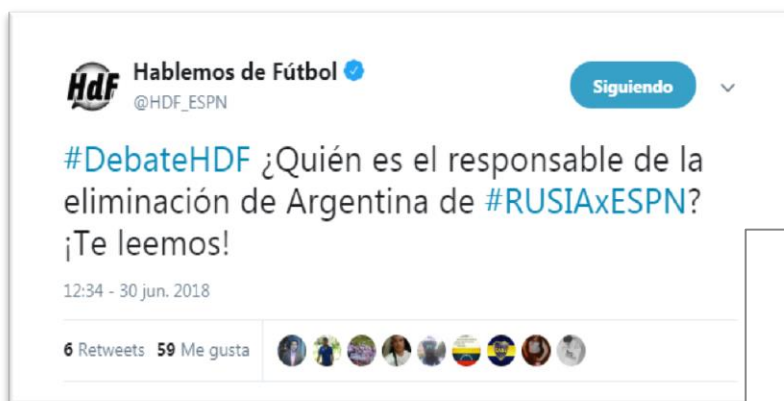 HdF
Hablemos de Fútbol
@HDF_ESPN
Siguiendo
#DebateHDF ¿Quién es el responsable de la
eliminación de Argentina de #RUSIAxESPN?
¡Te leemos!
12:34 - 30 jun. 2018
6 Retweets 59 Me gusta